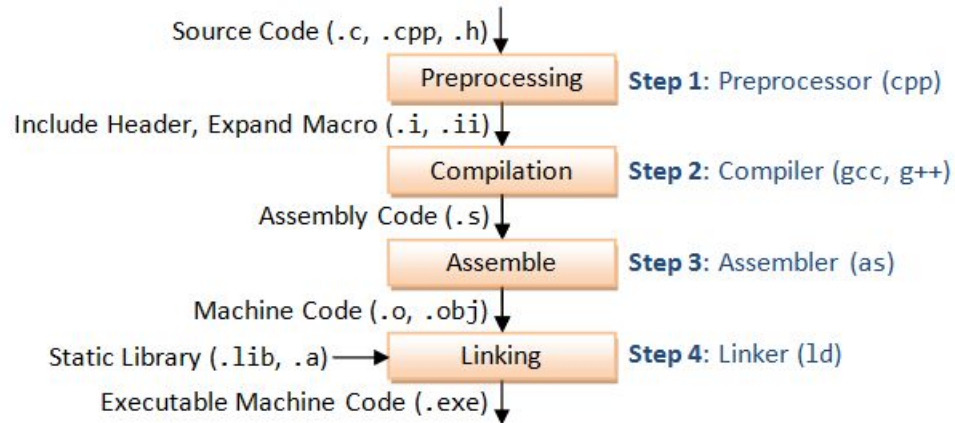 Source Code (.c, .cpp, .h)
Preprocessing
Step 1: Preprocessor (cpp)
Include Header, Expand Macro (.i, .ii)
Compilation
Step 2: Compiler (gcc, g++)
Assembly Code (.s)
Assemble
Step 3: Assembler (as)
Machine Code (.o, .obj)
Static Library (.lib, .a)
Linking
Step 4: Linker (ld)
Executable Machine Code (.exe)